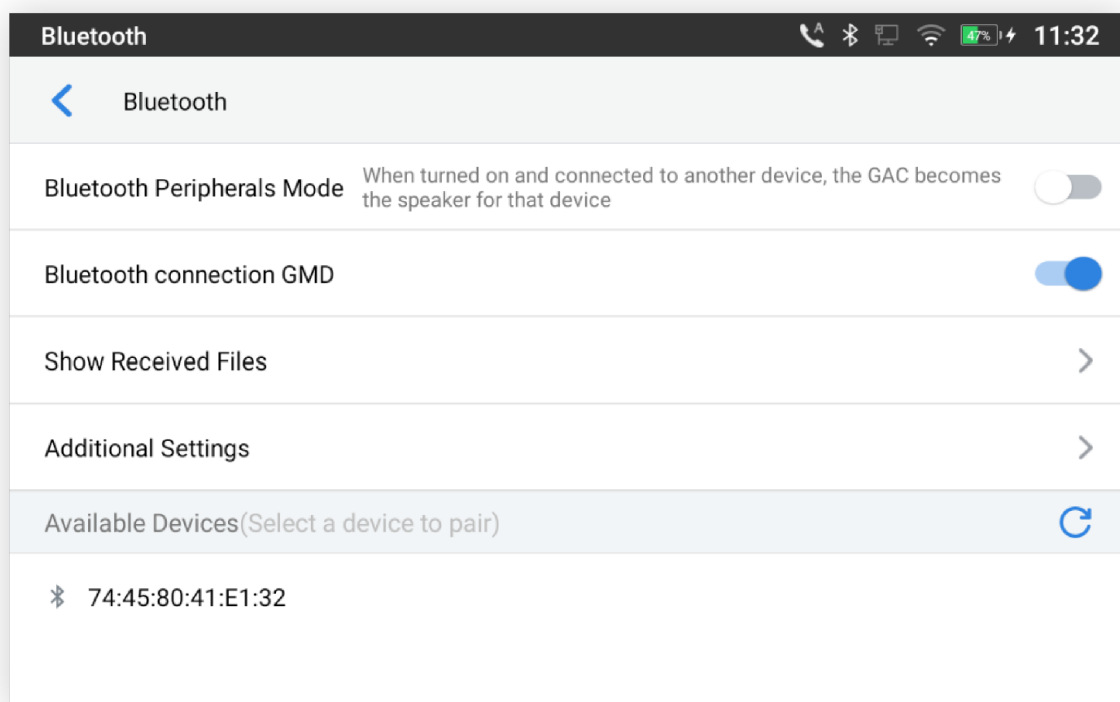 Bluetooth A 47% 11:32
Bluetooth
Bluetooth Peripherals Mode When turned on and connected to another device, the GAC becomes
the speaker for that device
Bluetooth connection GMD
Show Received Files
Additional Settings
Available Devices(Select a device to pair)
74:45:80:41:E1:32